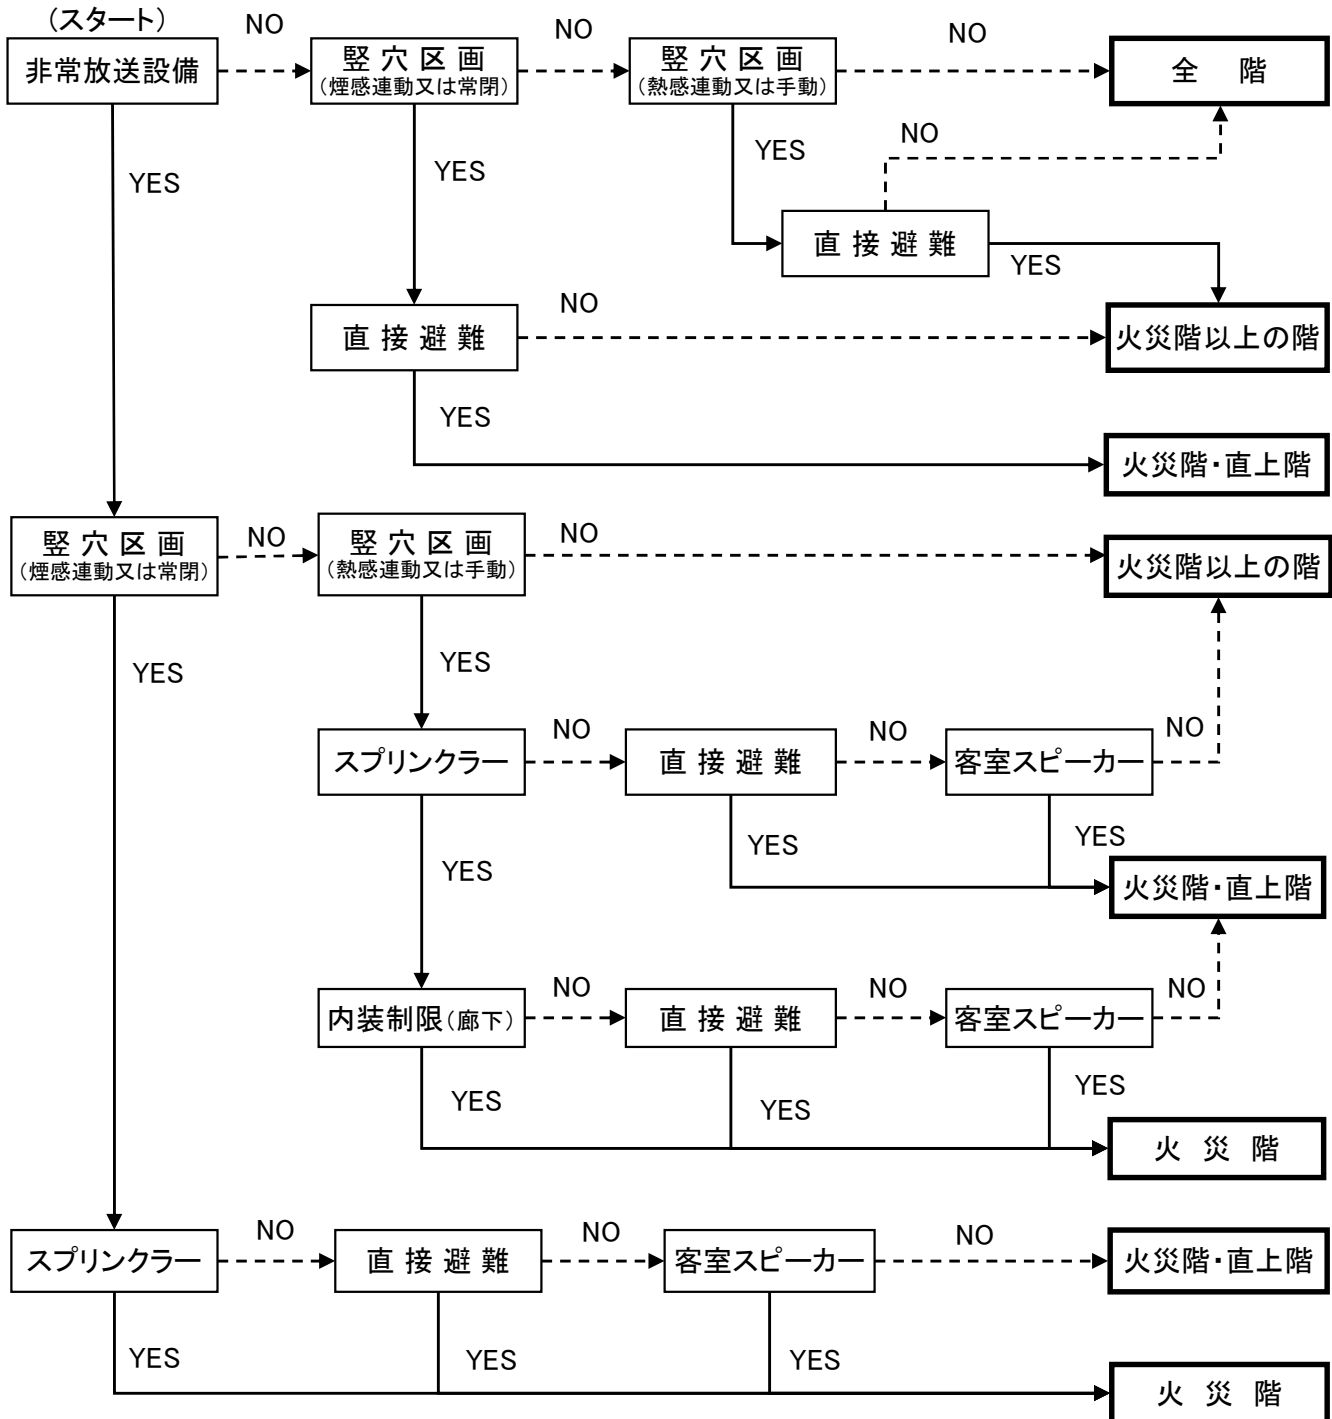 (スタート)
NO
NO
NO
非常放送設備
竪穴区画
(煙感連動又は常閉)
竪穴区画
(熱感連動又は手動)
全階
YES
YES
YES
NO
直接避難
YES
NO
直接避難
火災階以上の階
YES
火災階・直上階
竪穴区画
(煙感連動又は常閉)
NO
竪穴区画
(熱感連動又は手動)
NO
火災階以上の階
YES
YES
NO
NO
NO
スプリンクラー
直接避難
客室スピーカー
YES
YES
YES
火災階・直上階
NO
NO
NO
内装制限(廊下)
直接避難
客室スピーカー
YES
YES
YES
火災階
NO
NO
NO
スプリンクラー
直接避難
客室スピーカー
火災階・直上階
YES
YES
YES
火災階